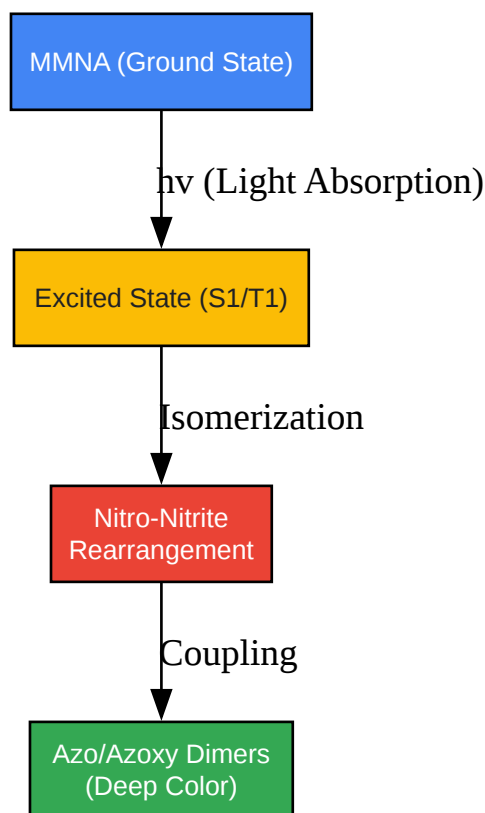 MMNA (Ground State)
hv (Light Absorption)
Excited State (S1/T1)
Isomerization
Nitro-Nitrite
Rearrangement
Coupling
Azo/Azoxy Dimers
(Deep Color)